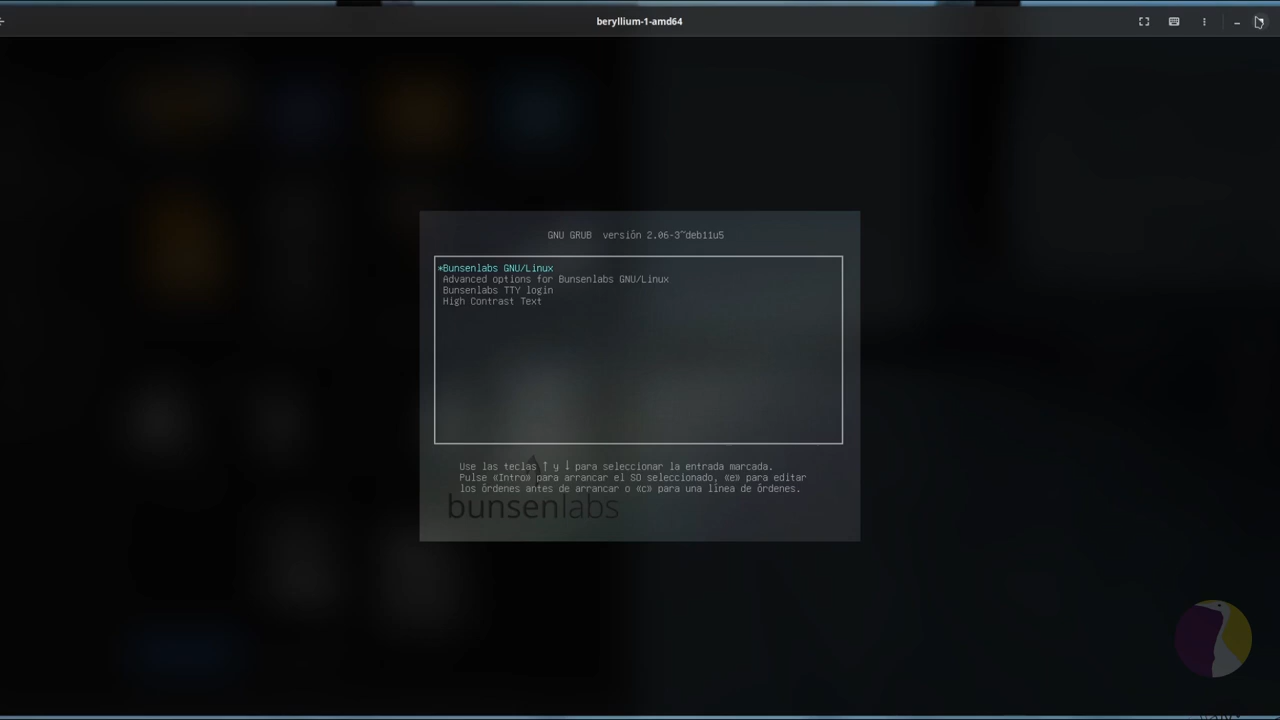 beryllium-1-amd64
GNU GRUB versión 2.06-3~deb11u5
*Bunsenlabs GNU/Linux
Advanced options for Bunsenlabs GNU/Linux
Bunsenlabs TTY login
High Contrast Text
Use las teclas ↑ y ↓ para seleccionar la entrada marcada.
Pulse «Intro» para arrancar el SO seleccionado, «e» para editar
los órdenes antes de arrancar o «c» para una línea de órdenes.
bunsenlabs